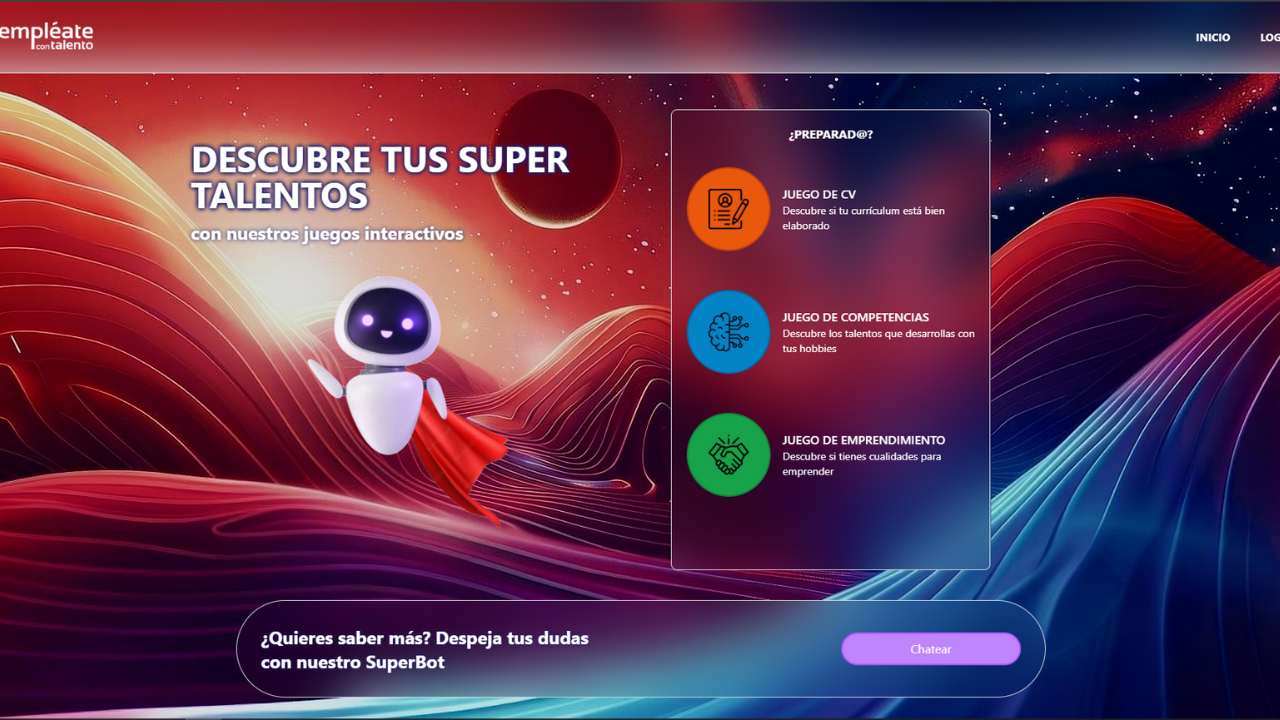 empléate
con talento
INICIO
DESCUBRE TUS SUPER
TALENTOS
con nuestros juegos interactivos
¿PREPARAD@?
JUEGO DE CV
Descubre si tu currículum está bien
elaborado
JUEGO DE COMPETENCIAS
Descubre los talentos que desarrollas con
tus hobbies
JUEGO DE EMPRENDIMIENTO
Descubre si tienes cualidades para
emprender
¿Quieres saber más? Despeja tus dudas
con nuestro SuperBot
Chatear